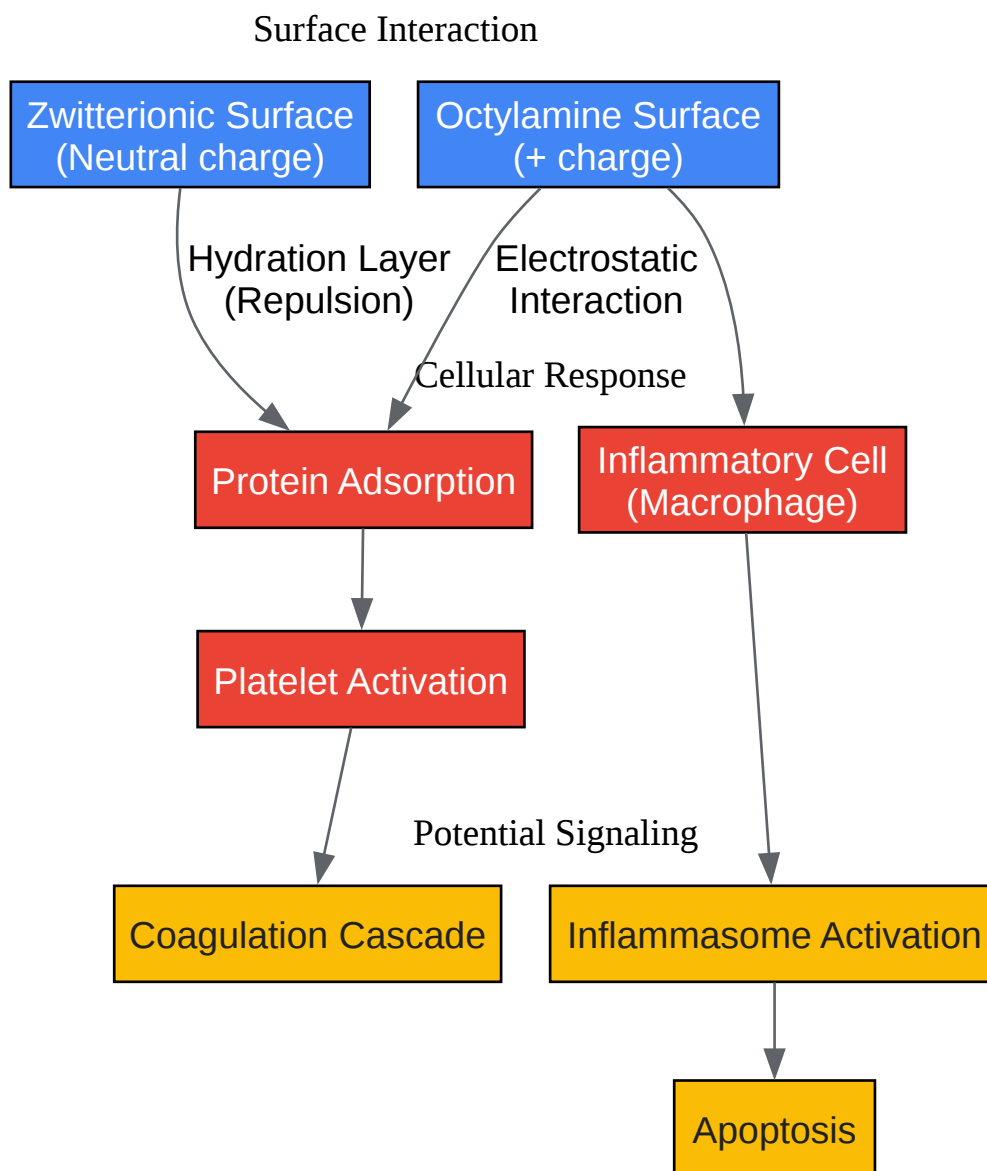 Surface Interaction
Zwitterionic Surface
(Neutral charge)
Octylamine Surface
(+ charge)
Hydration Layer
(Repulsion)
Electrostatic
Interaction
Cellular Response
Protein Adsorption
Inflammatory Cell
(Macrophage)
Platelet Activation
Potential Signaling
Coagulation Cascade
Inflammasome Activation
Apoptosis